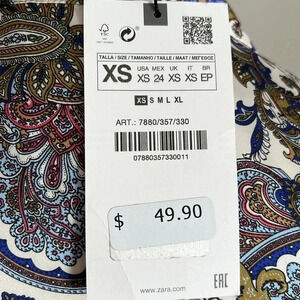 FSC
TALLA / SIZE / TAMANHO / TAILLE / MAAT / ΜΕΓΕΘΟΣ
XS
USA MEX UK IT BR
XS 24 XS XS EP
XS S M L XL
ART.: 7880/357/330
07880357330011
$ 49.90
www.zara.com
EAC